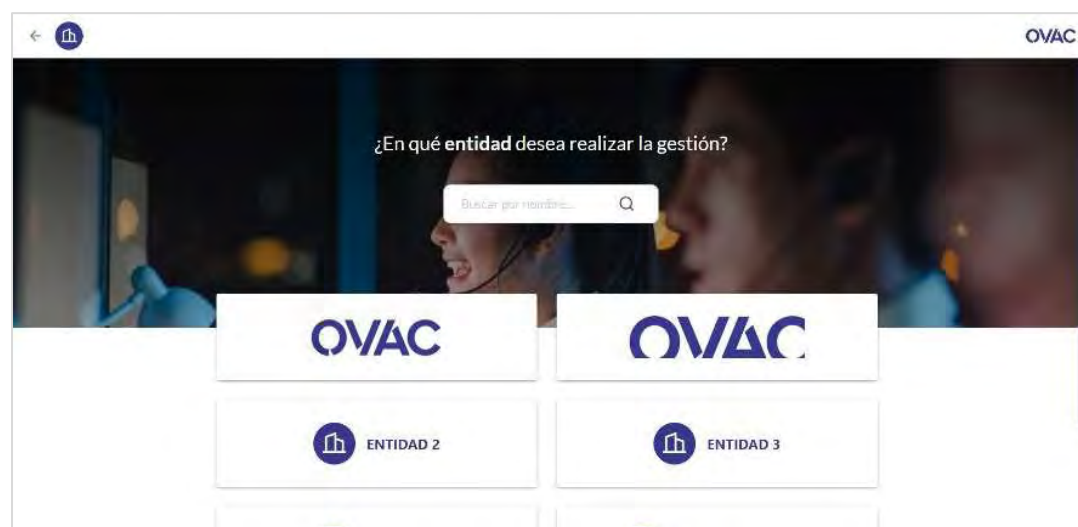 OVAC
¿En qué entidad desea realizar la gestión?
Buscar por nombre...
OVAC
OVAC
ENTIDAD 2
ENTIDAD 3